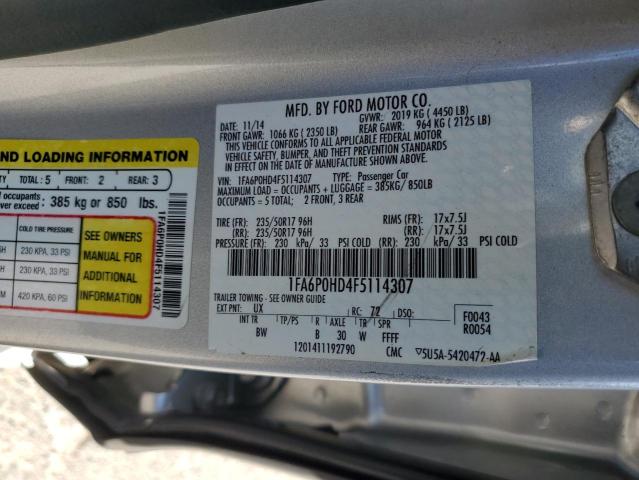 ND LOADING INFORMATION
TY TOTAL : 5 FRONT: 2 REAR: 3
occupants : 385 kg or 850 lbs.
ver exceed
COLD TIRE PRESSURE
230 KPA, 33 PSI
230 KPA, 33 PSI
420 KPA, 60 PSI
SEE OWNERS
MANUAL FOR
ADDITIONAL
INFORMATION
1FA6P0HD4F5114307
MFD. BY FORD MOTOR CO.
11/14 GVWR: 2019 KG ( 4450 LB)
FRONT GAWR: 1066 KG ( 2350 LB) REAR GAWR: 964 KG ( 2125 LB)
THIS VEHICLE CONFORMS TO ALL APPLICABLE FEDERAL MOTOR
VEHICLE SAFETY, BUMPER, AND THEFT PREVENTION STANDARDS
IN EFFECT ON THE DATE OF MANUFACTURE SHOWN ABOVE.
VEHICLE IDENTIFICATION NO. :
VIN: 1FA6P0HD4F5114307 TYPE: Passenger Car
MAXIMUM LOAD = OCCUPANTS + LUGGAGE = 385KG/ 850LB
OCCUPANTS = 5 TOTAL: 2 FRONT, 3 REAR
TIRE (FR): 235/50R17 96H RIMS (FR): 17x7.5J
(RR): 235/50R17 96H (RR): 17x7.5J
PRESSURE (FR): 230 kPa/ 33 PSI COLD (RR): 230 kPa/33 PSI COLD
1FA6P0HD4F5114307
TRAILER TOWING - SEE OWNER GUIDE
EXT PNT: UX RC: 72 DSO: F0043
INT TR TP/PS R AXLE TR SPR R0054
BW B 30 W FFFF
1201411192790 CMC ▽5U5A-5420472-AA